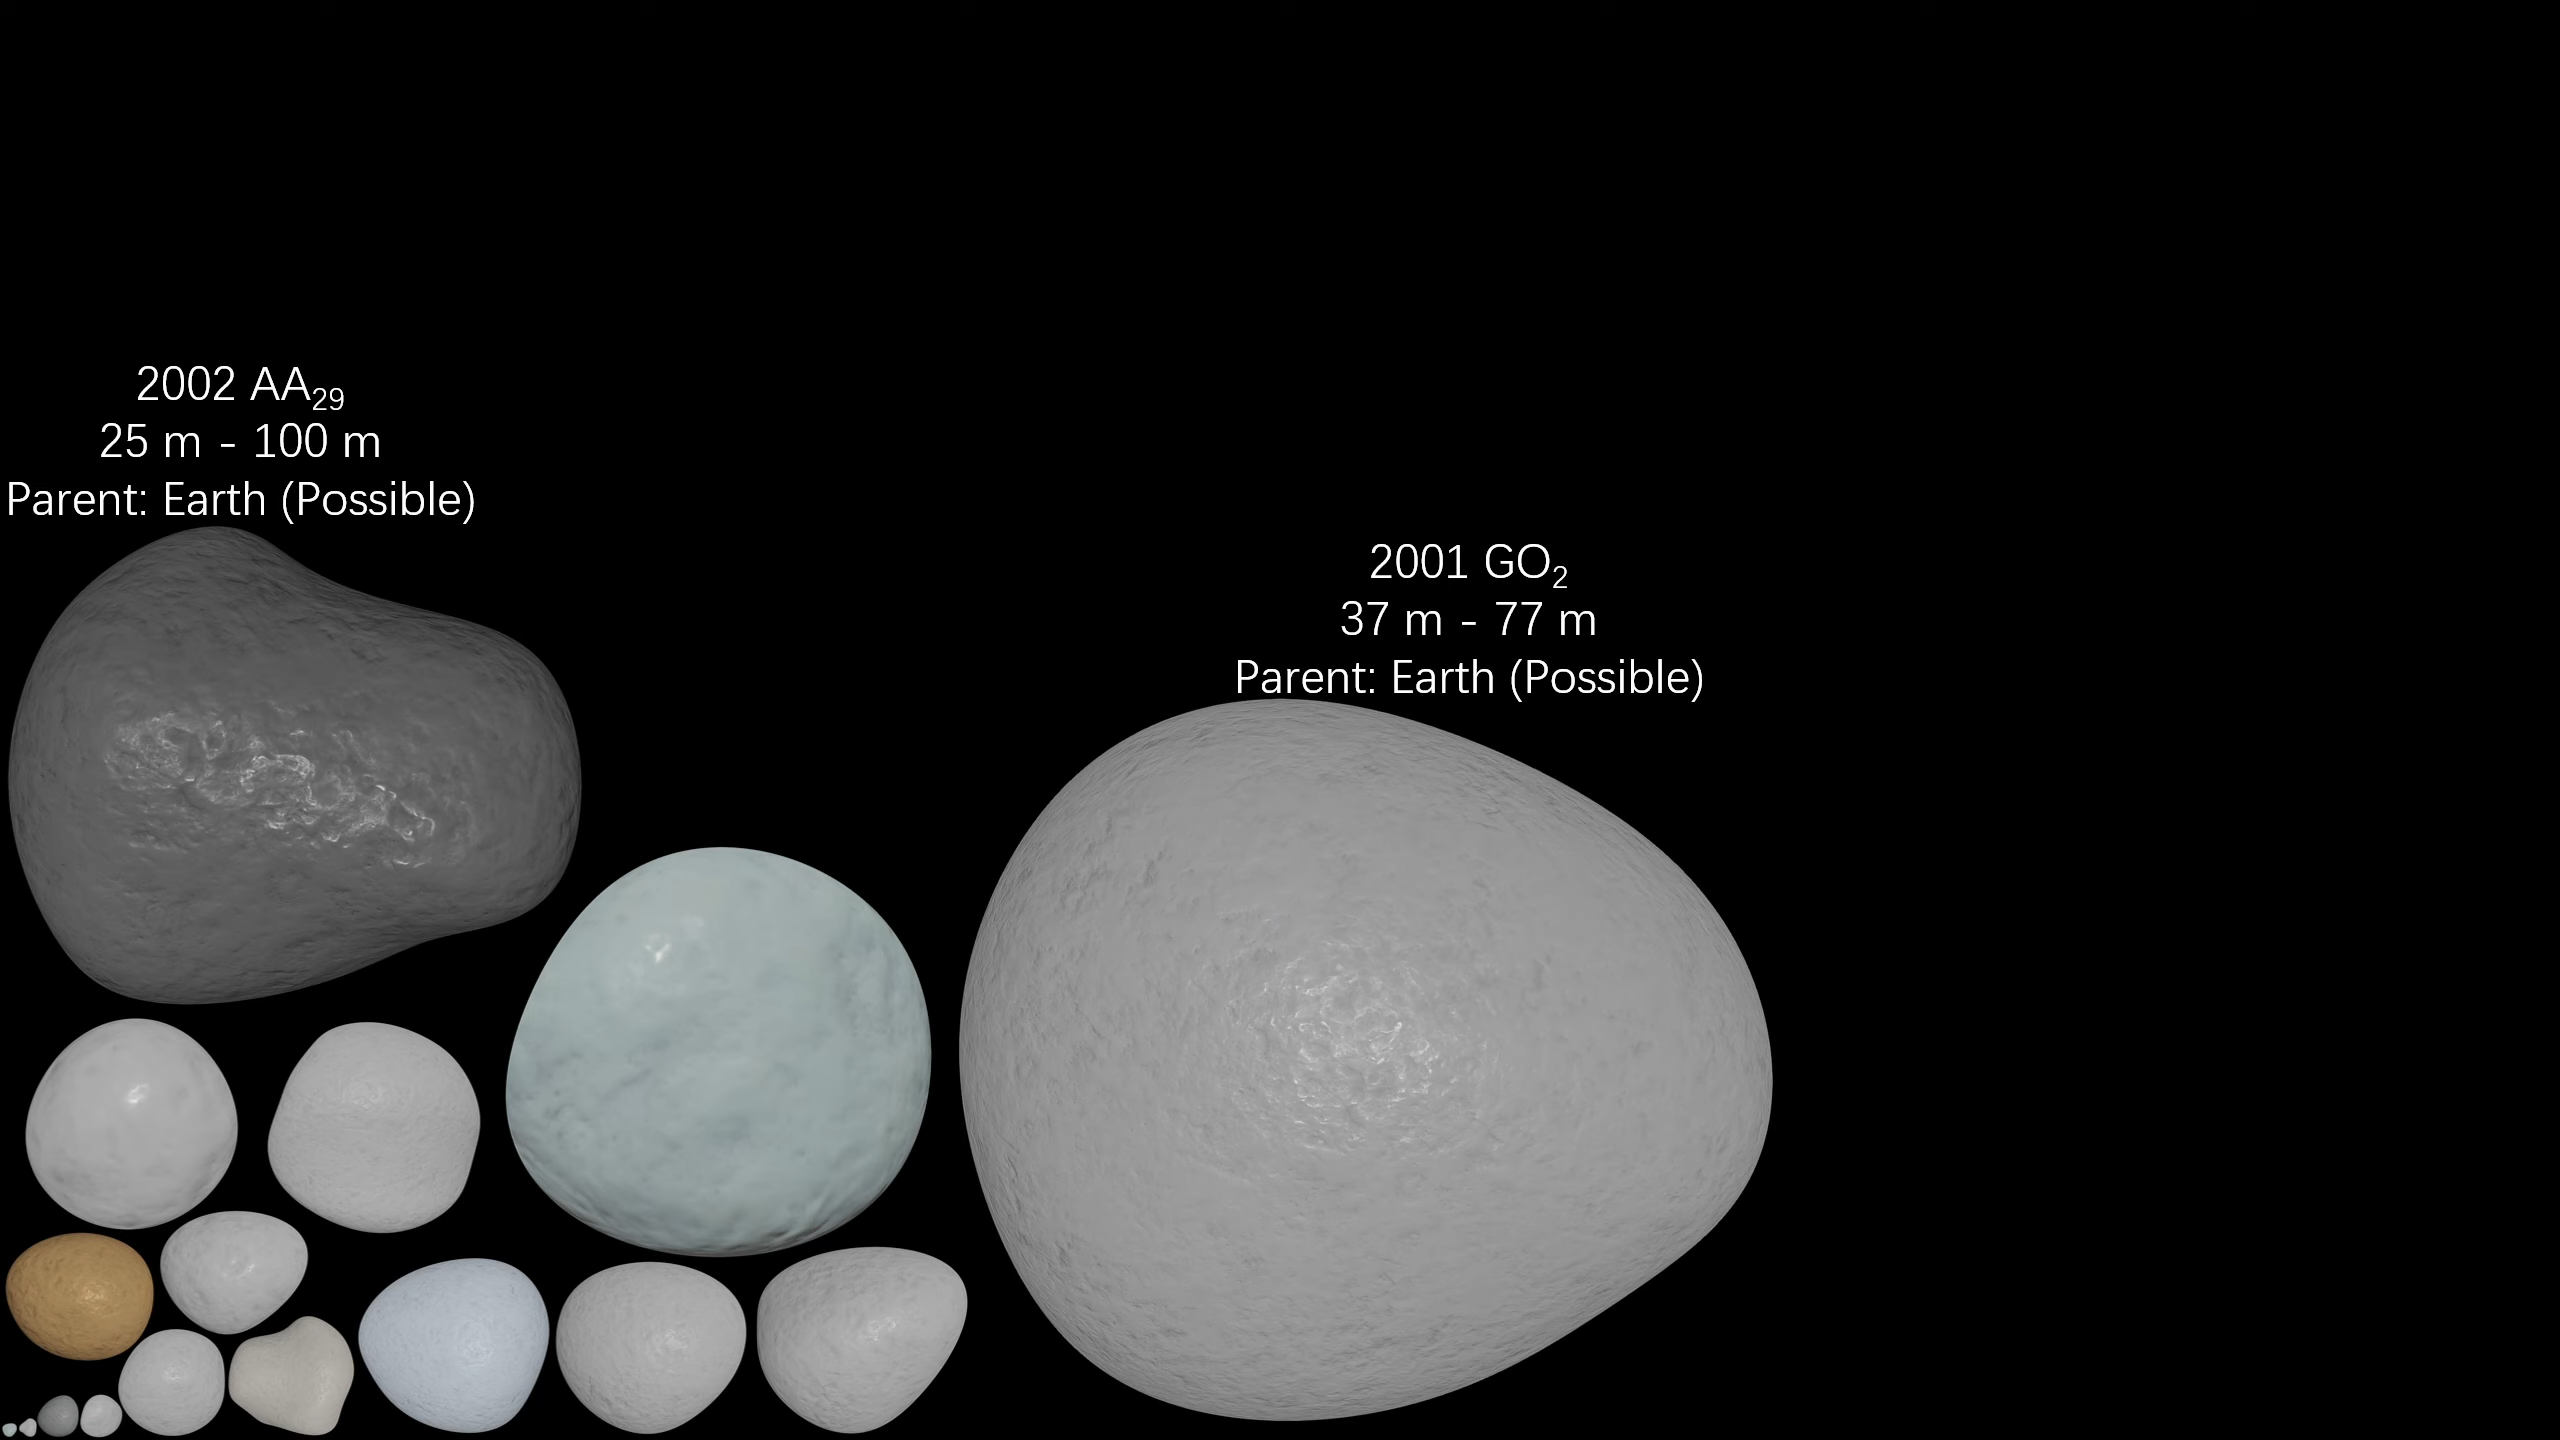 2002 AA₂₉
25 m - 100 m
Parent: Earth (Possible)
2001 GO₂
37 m - 77 m
Parent: Earth (Possible)